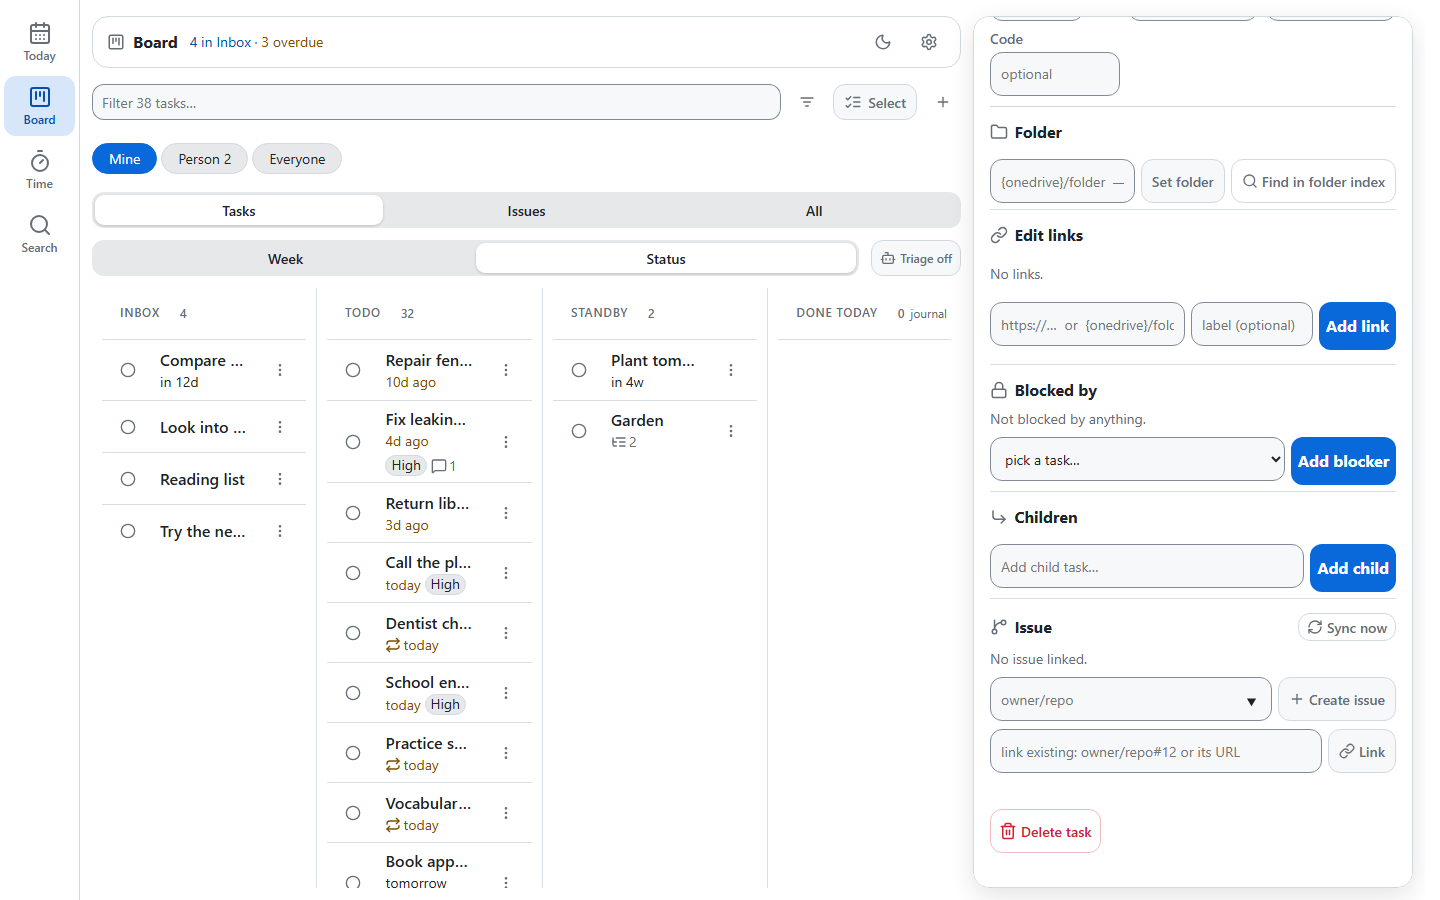 Today
Board
Time
Search
Board 4 in Inbox · 3 overdue
Filter 38 tasks...
Select
Mine
Person 2
Everyone
Tasks
Issues
All
Week
Status
Triage off
INBOX 4
Compare ...
in 12d
Look into ...
Reading list
Try the ne...
TODO 32
Repair fen...
10d ago
Fix leakin...
4d ago
High 1
Return lib...
3d ago
Call the pl...
today High
Dentist ch...
today
School en...
today High
Practice s...
today
Vocabular...
today
Book app...
tomorrow
STANDBY 2
Plant tom...
in 4w
Garden
2
DONE TODAY 0 journal
Code
optional
Folder
{onedrive}/folder —
Set folder
Find in folder index
Edit links
No links.
https://... or {onedrive}/folc
label (optional)
Add link
Blocked by
Not blocked by anything.
pick a task...
Add blocker
Children
Add child task...
Add child
Issue
Sync now
No issue linked.
owner/repo
Create issue
link existing: owner/repo#12 or its URL
Link
Delete task